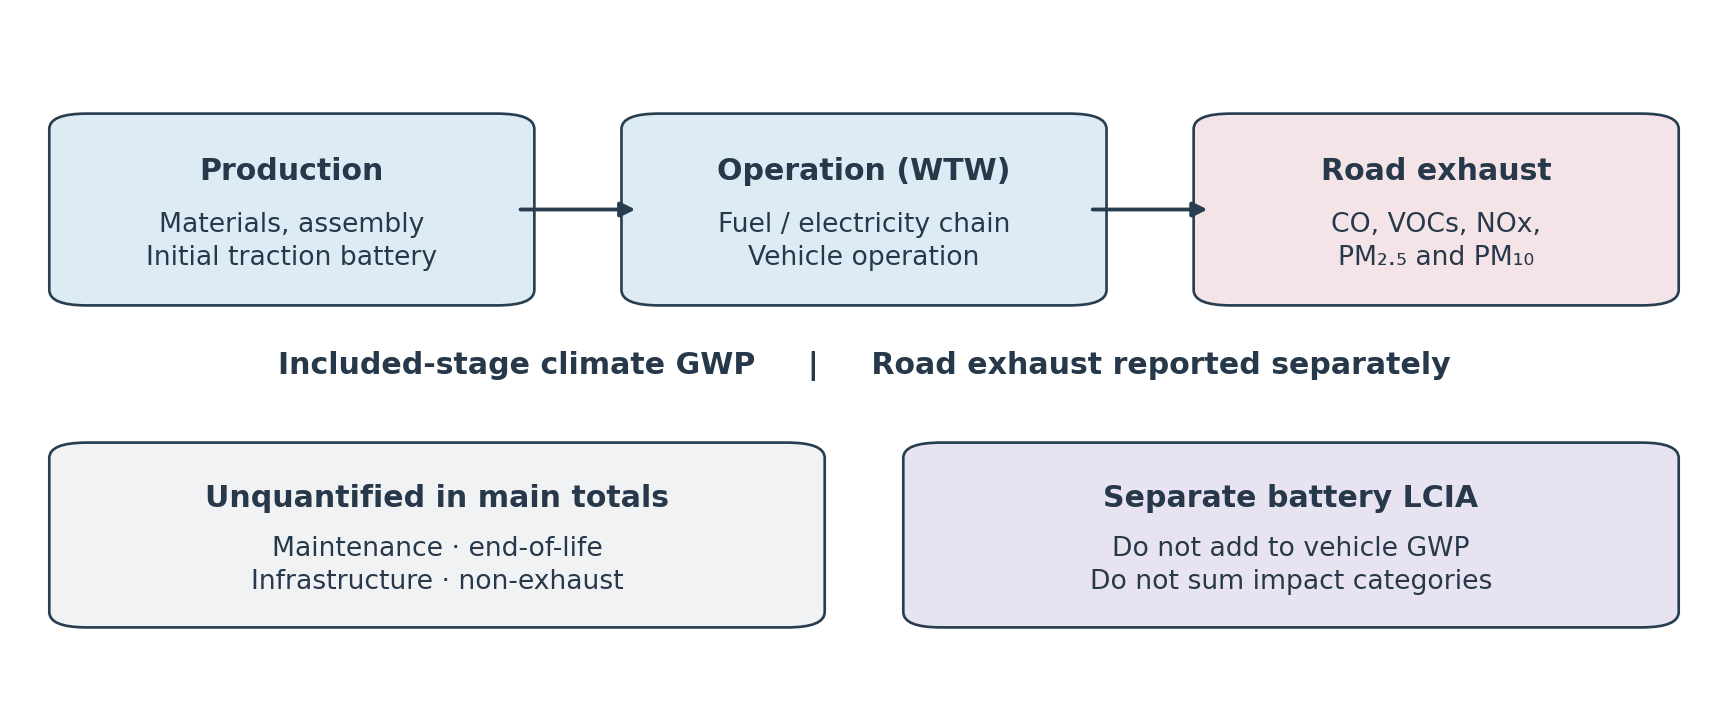 Production
Materials, assembly
Initial traction battery
Operation (WTW)
Fuel / electricity chain
Vehicle operation
Road exhaust
CO, VOCs, NOx,
PM₂.₅ and PM₁₀
Included-stage climate GWP | Road exhaust reported separately
Unquantified in main totals
Maintenance · end-of-life
Infrastructure · non-exhaust
Separate battery LCIA
Do not add to vehicle GWP
Do not sum impact categories